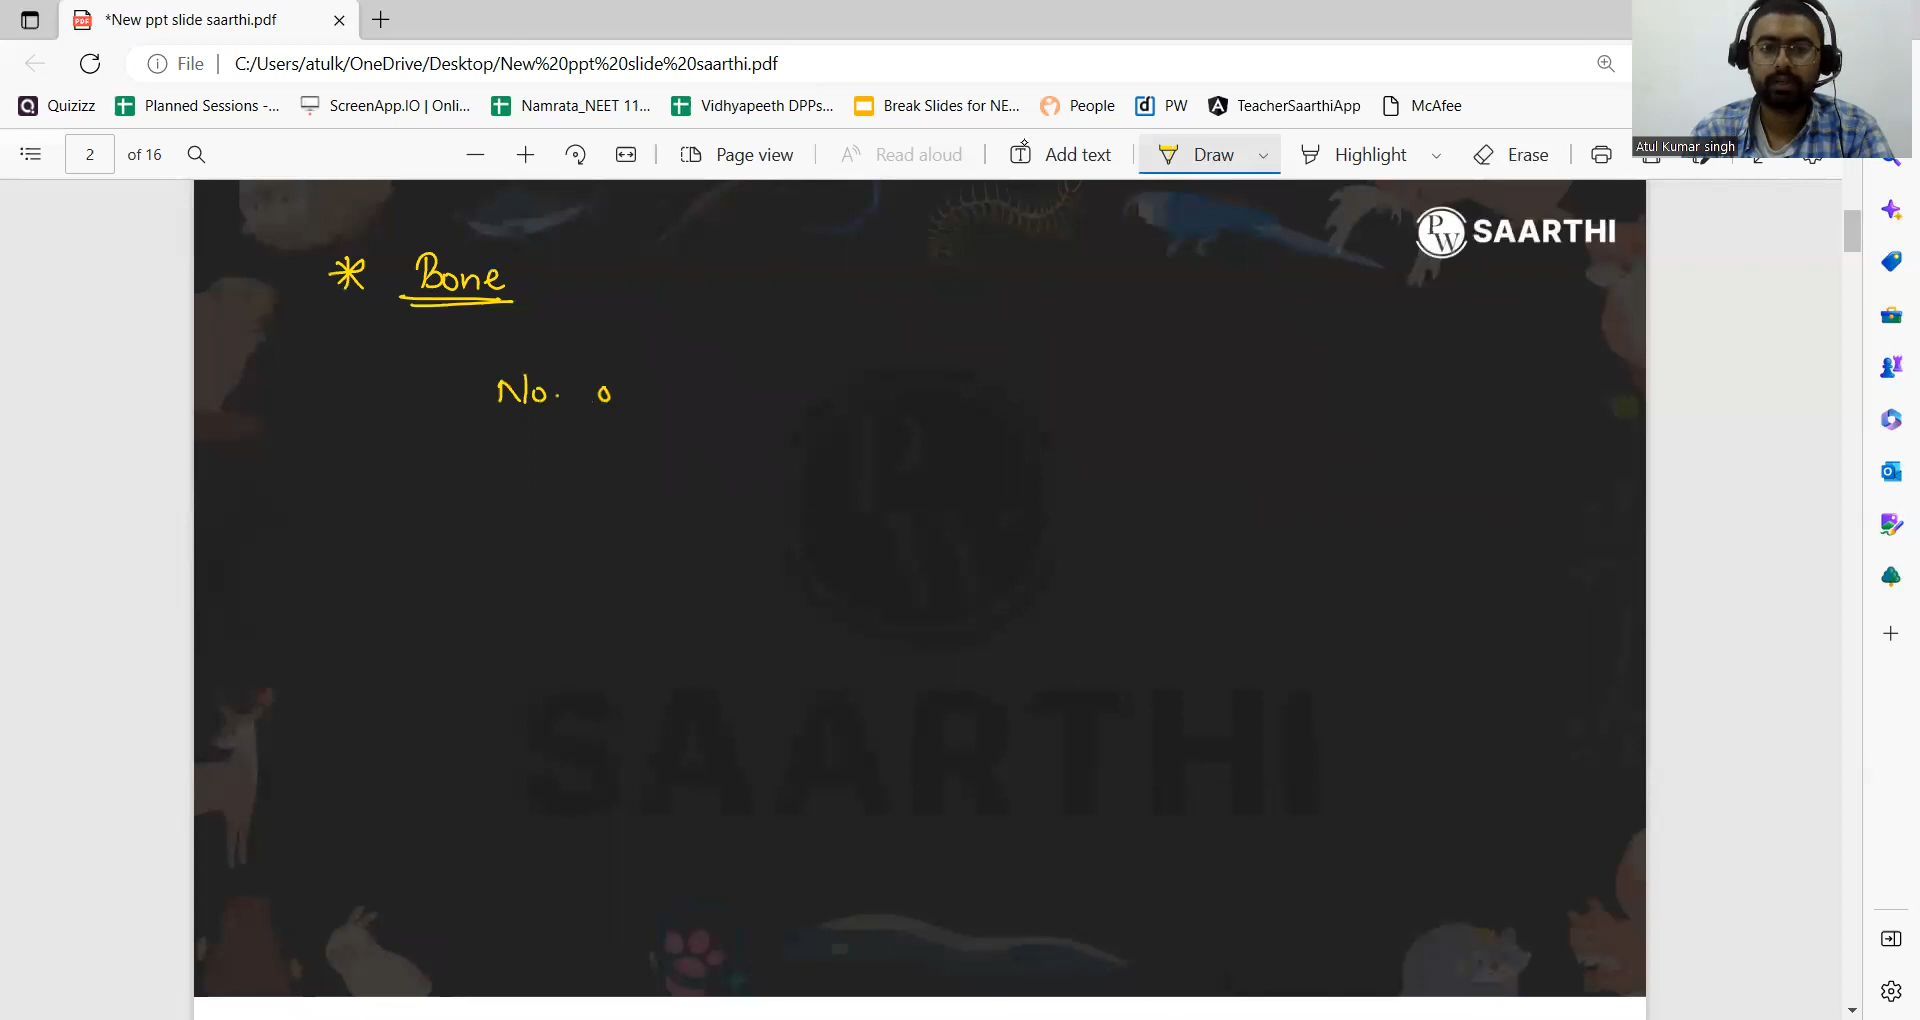 *New ppt slide saarthi.pdf
File C:/Users/atulk/OneDrive/Desktop/New%20ppt%20slide%20saarthi.pdf
Quizizz Planned Sessions -... ScreenApp.IO | Onli... Namrata_NEET 11... Vidhyapeeth DPPs... Break Slides for NE... People PW TeacherSaarthiApp McAfee
Atul Kumar singh
2 of 16 Page view Read aloud Add text Draw Highlight Erase
PW SAARTHI
* Bone
No. o
PW
SAARTHI